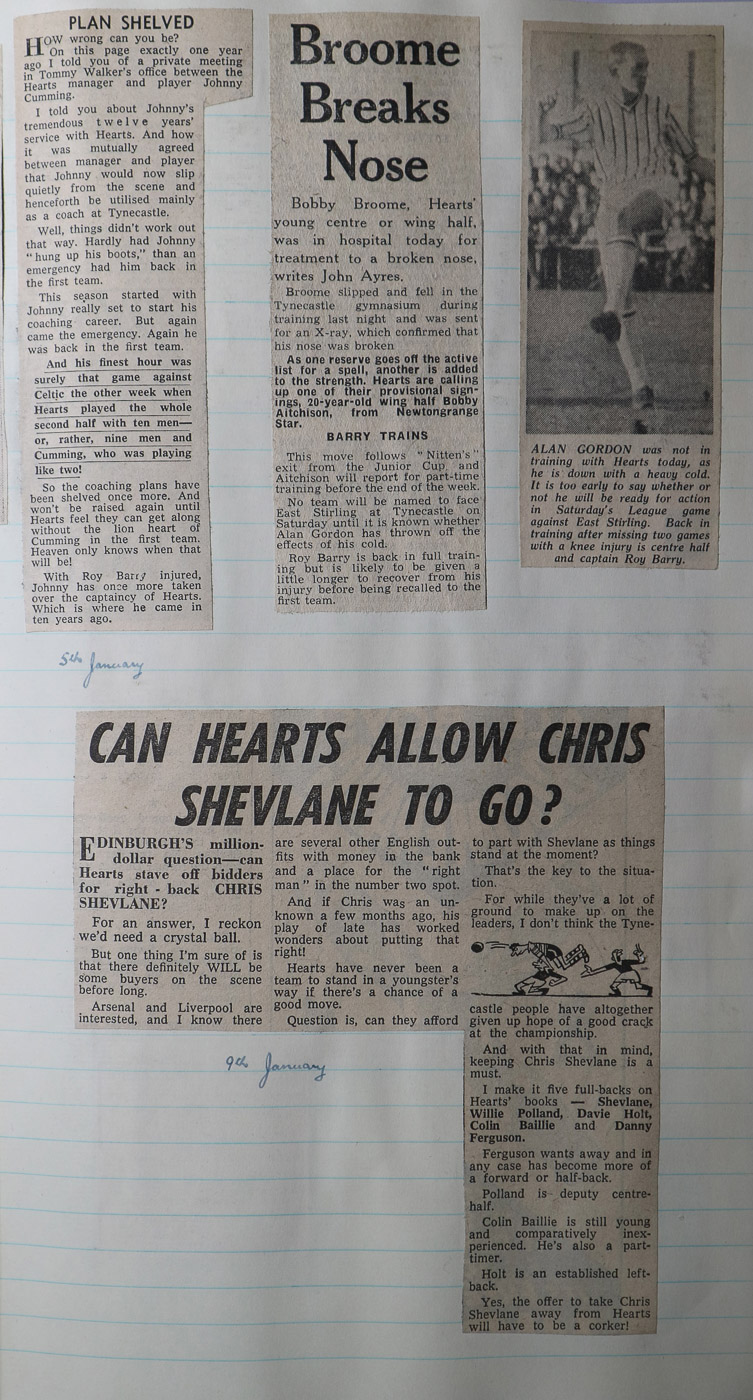 PLAN SHELVED
HOW wrong can you be?
On this page exactly one year
ago I told you of a private meeting
in Tommy Walker's office between the
Hearts manager and player Johnny
Cumming.
I told you about Johnny's
tremendous twelve years'
service with Hearts. And how
it was mutually agreed
between manager and player
that Johnny would now slip
quietly from the scene and
henceforth be utilised mainly
as a coach at Tynecastle.
Well, things didn't work out
that way. Hardly had Johnny
"hung up his boots," than an
emergency had him back in
the first team.
This season started with
Johnny really set to start his
coaching career. But again
came the emergency. Again he
was back in the first team.
And his finest hour was
surely that game against
Celtic the other week when
Hearts played the whole
second half with ten men—
or, rather, nine men and
Cumming, who was playing
like two!
So the coaching plans have
been shelved once more. And
won't be raised again until
Hearts feel they can get along
without the lion heart of
Cumming in the first team.
Heaven only knows when that
will be!
With Roy Barry injured,
Johnny has once more taken
over the captaincy of Hearts.
Which is where he came in
ten years ago.
5th January
Broome
Breaks
Nose
Bobby Broome, Hearts'
young centre or wing half,
was in hospital today for
treatment to a broken nose,
writes John Ayres.
Broome slipped and fell in the
Tynecastle gymnasium during
training last night and was sent
for an X-ray, which confirmed that
his nose was broken
As one reserve goes off the active
list for a spell, another is added
to the strength. Hearts are calling
up one of their provisional sign-
ings, 20-year-old wing half Bobby
Aitchison, from Newtongrange
Star.
BARRY TRAINS
This move follows "Nitten's"
exit from the Junior Cup, and
Aitchison will report for part-time
training before the end of the week.
No team will be named to face
East Stirling at Tynecastle on
Saturday until it is known whether
Alan Gordon has thrown off the
effects of his cold.
Roy Barry is back in full train-
ing but is likely to be given a
little longer to recover from his
injury before being recalled to the
first team.
ALAN GORDON was not in
training with Hearts today, as
he is down with a heavy cold.
It is too early to say whether or
not he will be ready for action
in Saturday's League game
against East Stirling. Back in
training after missing two games
with a knee injury is centre half
and captain Roy Barry.
CAN HEARTS ALLOW CHRIS
SHEVLANE TO GO?
EDINBURGH'S million-
dollar question—can
Hearts stave off bidders
for right-back CHRIS
SHEVLANE?
For an answer, I reckon
we'd need a crystal ball.
But one thing I'm sure of is
that there definitely WILL be
some buyers on the scene
before long.
Arsenal and Liverpool are
interested, and I know there
are several other English out-
fits with money in the bank
and a place for the "right
man" in the number two spot.
And if Chris was an un-
known a few months ago, his
play of late has worked
wonders about putting that
right!
Hearts have never been a
team to stand in a youngster's
way if there's a chance of a
good move.
Question is, can they afford
to part with Shevlane as things
stand at the moment?
That's the key to the situa-
tion.
For while they've a lot of
ground to make up on the
leaders, I don't think the Tyne-
castle people have altogether
given up hope of a good crack
at the championship.
And with that in mind,
keeping Chris Shevlane is a
must.
I make it five full-backs on
Hearts' books — Shevlane,
Willie Polland, Davie Holt,
Colin Baillie and Danny
Ferguson.
Ferguson wants away and in
any case has become more of
a forward or half-back.
Polland is deputy centre-
half.
Colin Baillie is still young
and comparatively inex-
perienced. He's also a part-
timer.
Holt is an established left-
back.
Yes, the offer to take Chris
Shevlane away from Hearts
will have to be a corker!
9th January